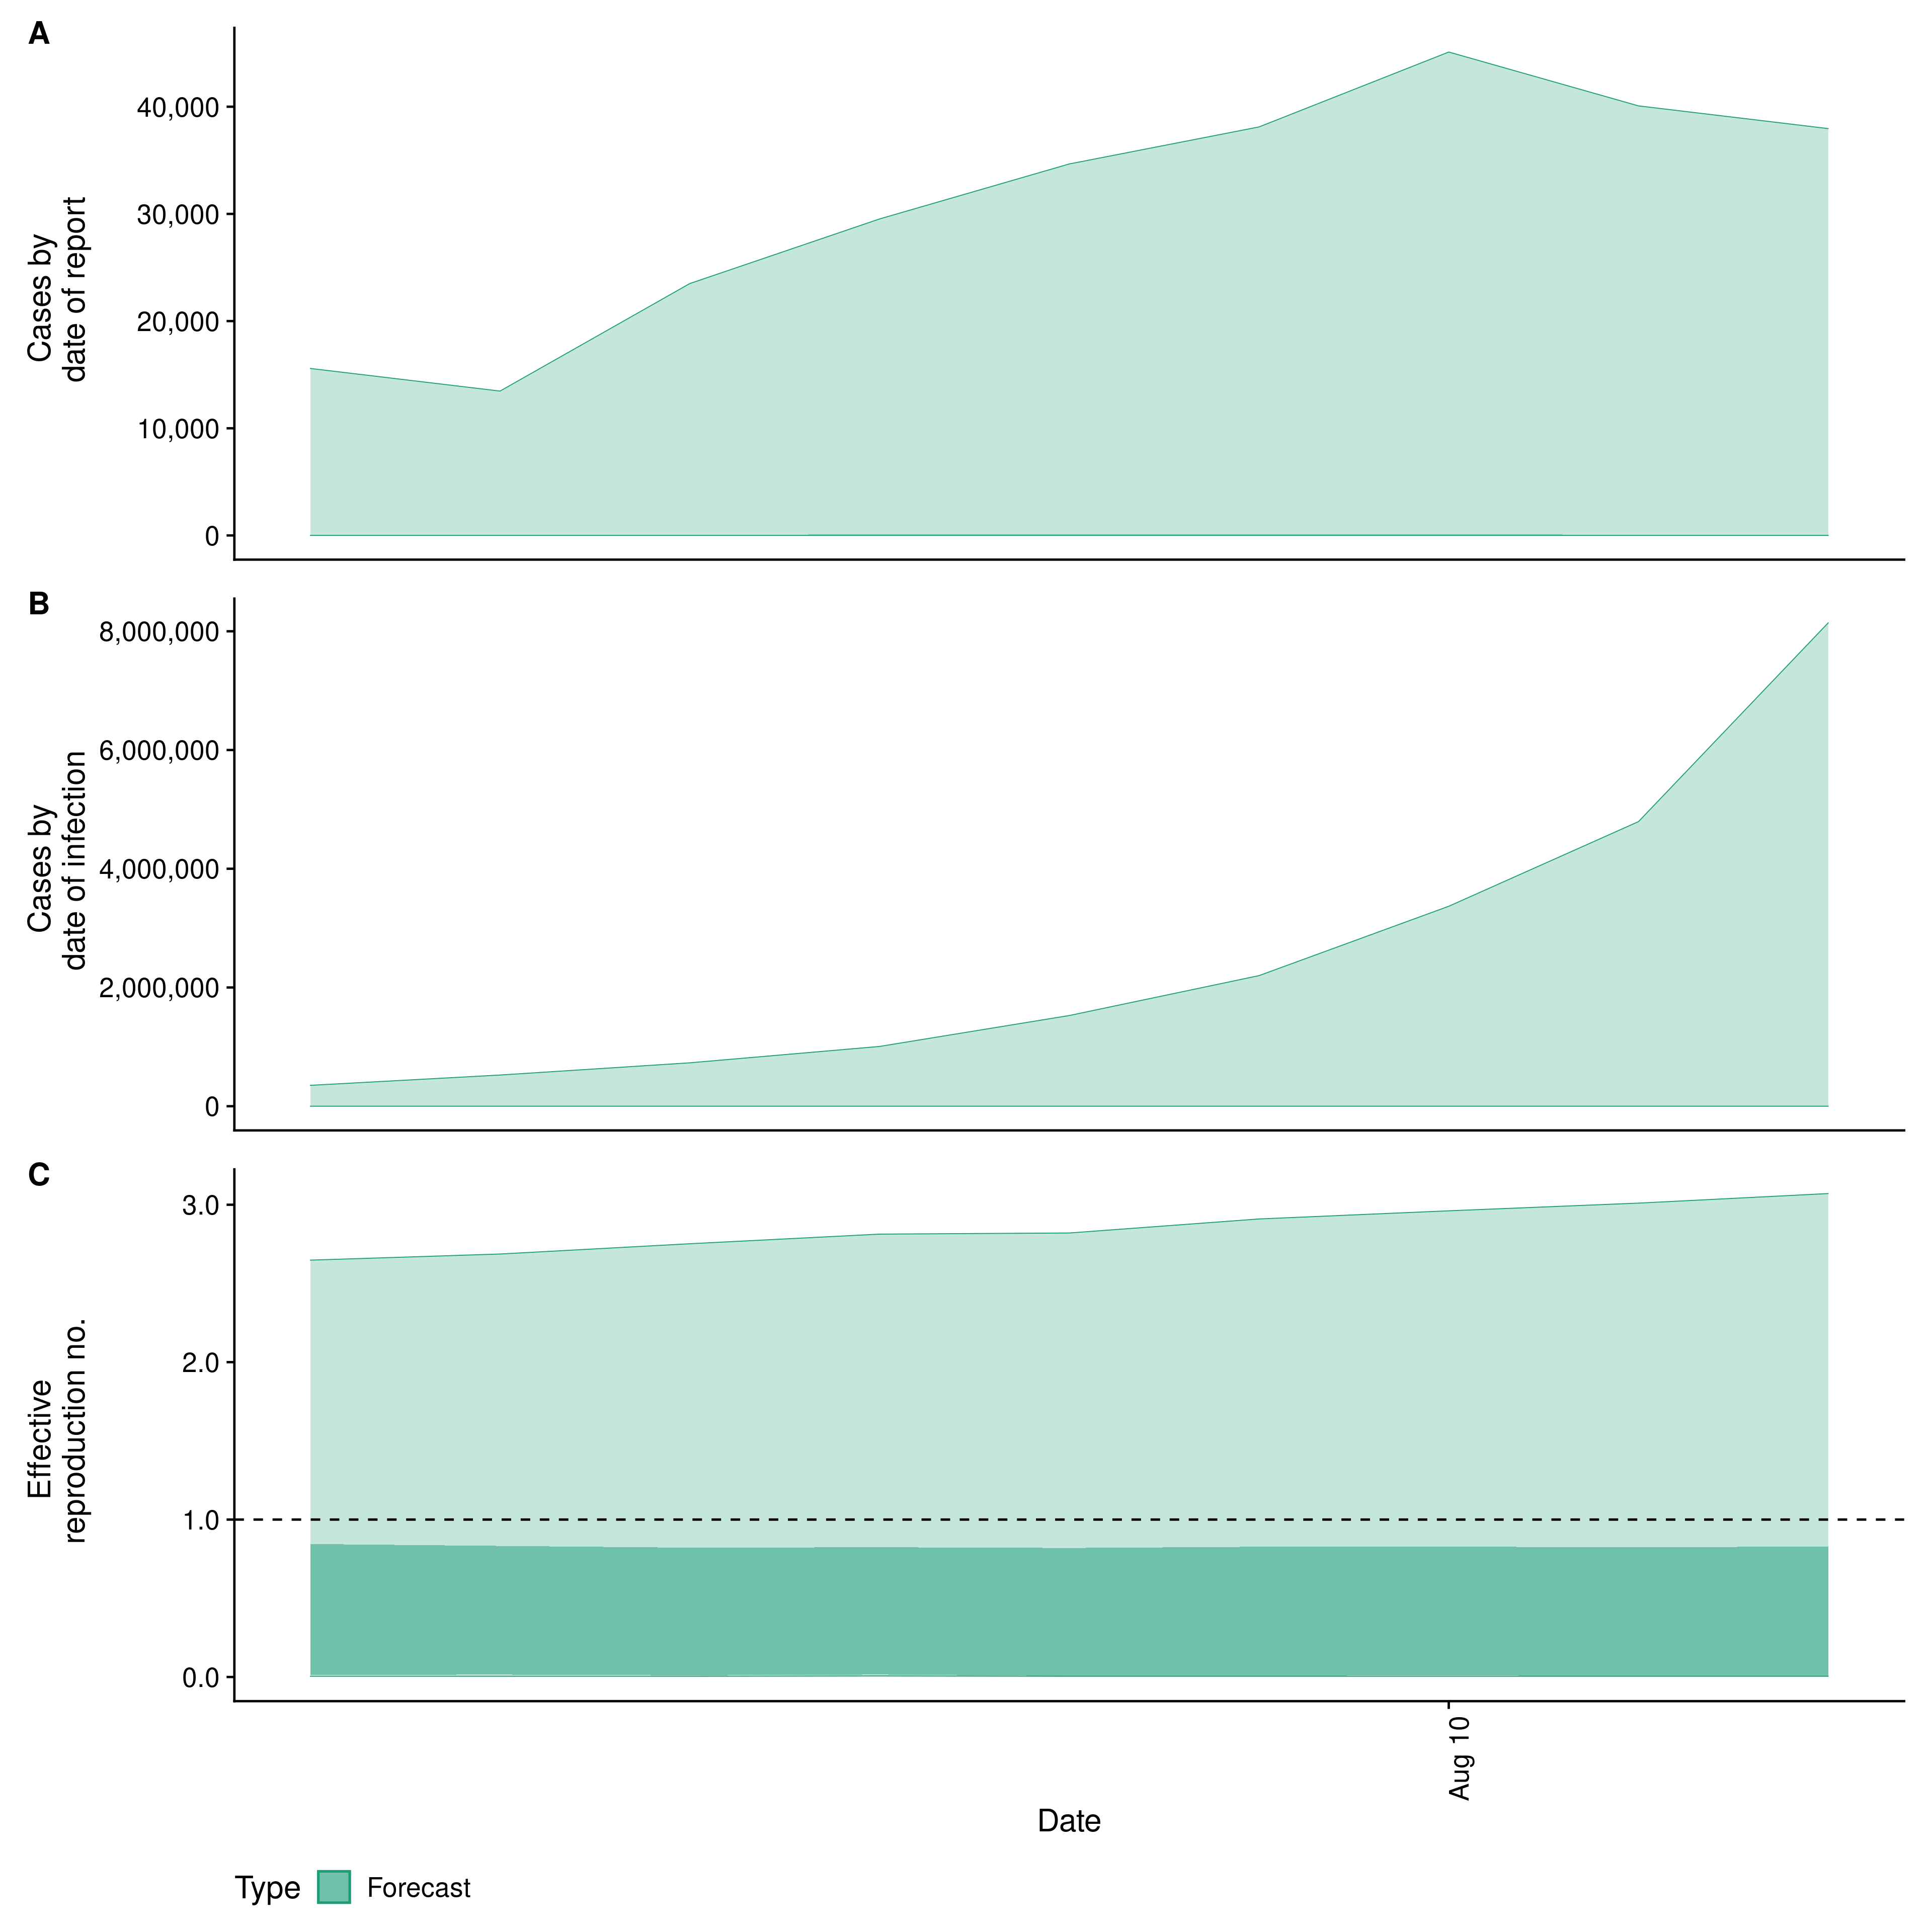 A
Cases by
date of report
40,000
30,000
20,000
10,000
0
B
Cases by
date of infection
8,000,000
6,000,000
4,000,000
2,000,000
0
C
Effective
reproduction no.
3.0
2.0
1.0
0.0
Aug 10
Date
Type Forecast